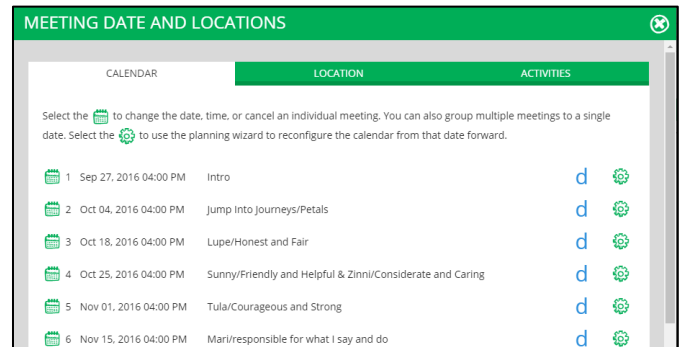 MEETING DATE AND LOCATIONS
CALENDAR LOCATION ACTIVITIES
Select the to change the date, time, or cancel an individual meeting. You can also group multiple meetings to a single
date. Select the to use the planning wizard to reconfigure the calendar from that date forward.
1 Sep 27, 2016 04:00 PM Intro d
2 Oct 04, 2016 04:00 PM Jump Into Journeys/Petals d
3 Oct 18, 2016 04:00 PM Lupe/Honest and Fair d
4 Oct 25, 2016 04:00 PM Sunny/Friendly and Helpful & Zinni/Considerate and Caring d
5 Nov 01, 2016 04:00 PM Tula/Courageous and Strong d
6 Nov 15, 2016 04:00 PM Mari/responsible for what I say and do d